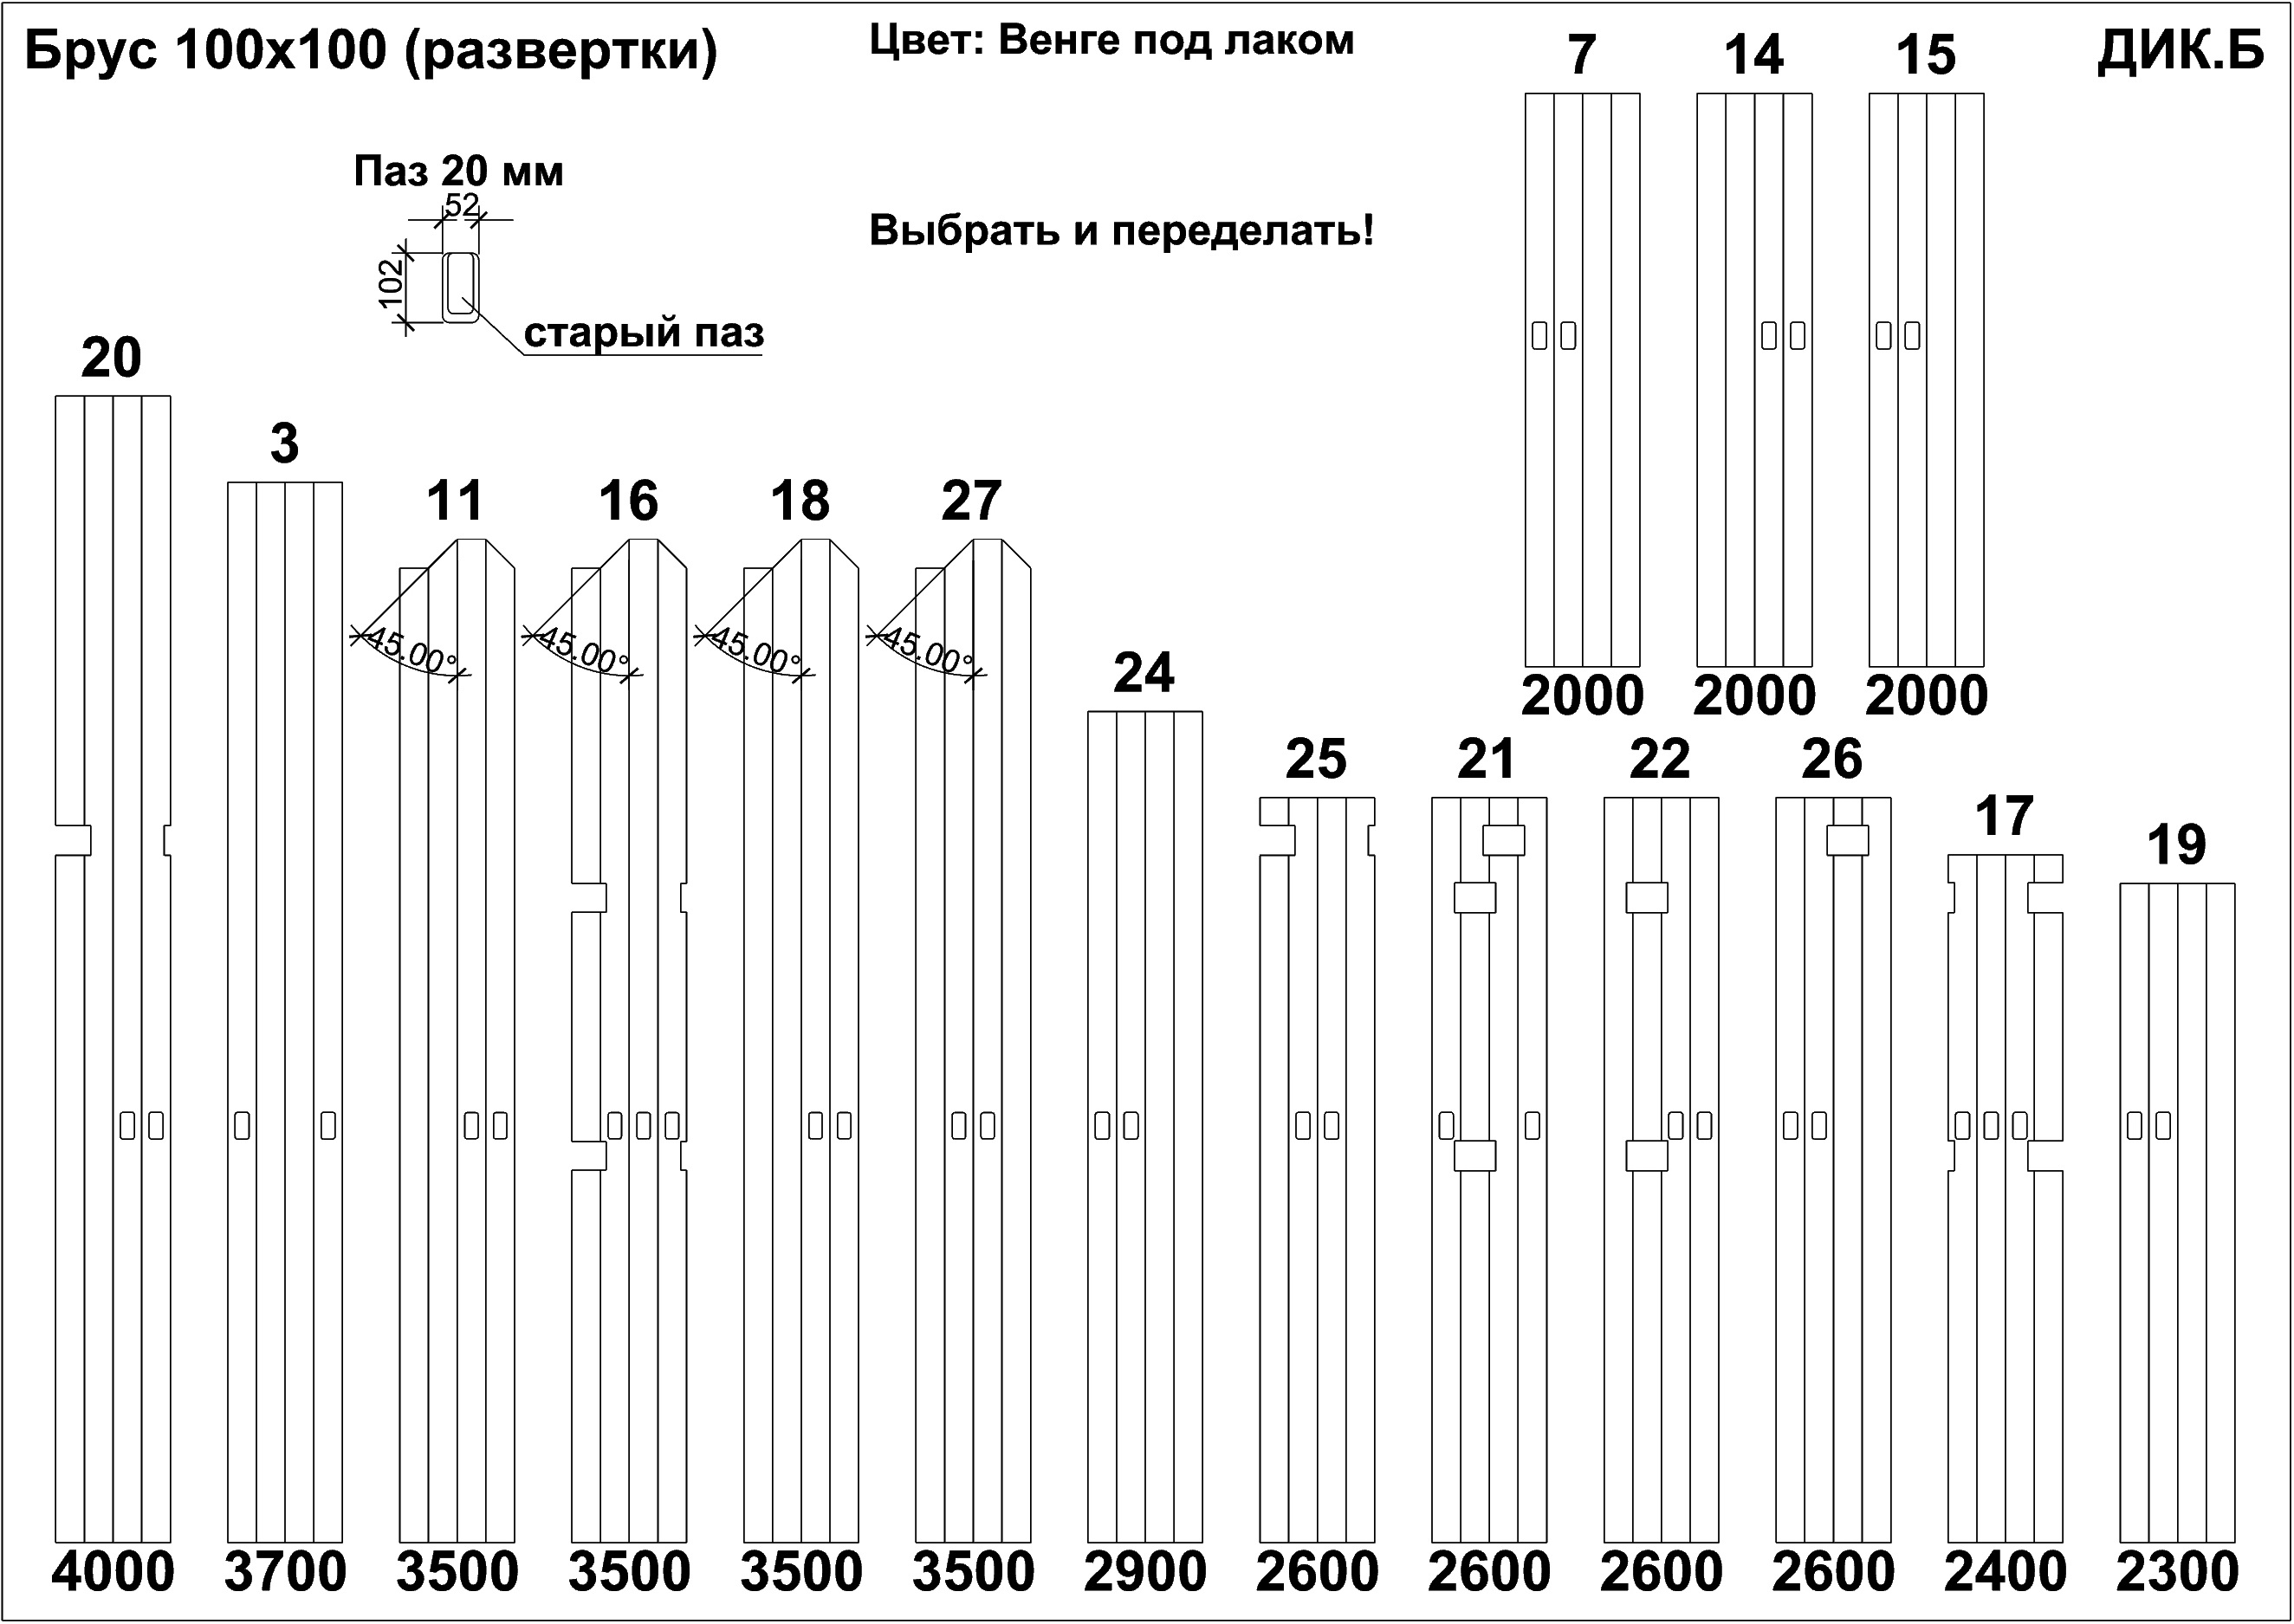 Брус 100х100 (развертки)
Цвет: Венге под лаком
ДИК.Б
7 14 15
Паз 20 мм
52
102
старый паз
Выбрать и переделать!
20
3
11 16 18 27
45.00° 45.00° 45.00° 45.00°
24
2000 2000 2000
25 21 22 26
17
19
4000 3700 3500 3500 3500 3500 2900 2600 2600 2600 2600 2400 2300